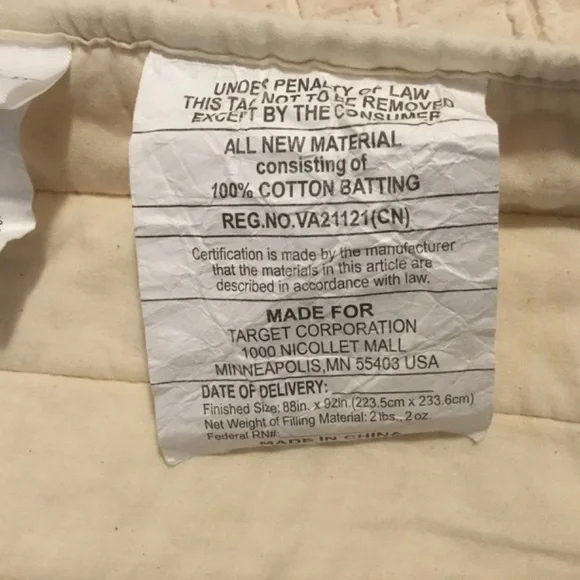 UNDER PENALTY OF LAW
THIS TAG NOT TO BE REMOVED
EXCEPT BY THE CONSUMER
ALL NEW MATERIAL
consisting of
100% COTTON BATTING
REG.NO.VA21121(CN)
Certification is made by the manufacturer
that the materials in this article are
described in accordance with law.
MADE FOR
TARGET CORPORATION
1000 NICOLLET MALL
MINNEAPOLIS,MN 55403 USA
DATE OF DELIVERY:
Finished Size: 88in. x 92in.(223.5cm x 233.6cm)
Net Weight of Filling Material: 2 lbs., 2 oz.
Federal RN#:
MADE IN CHINA